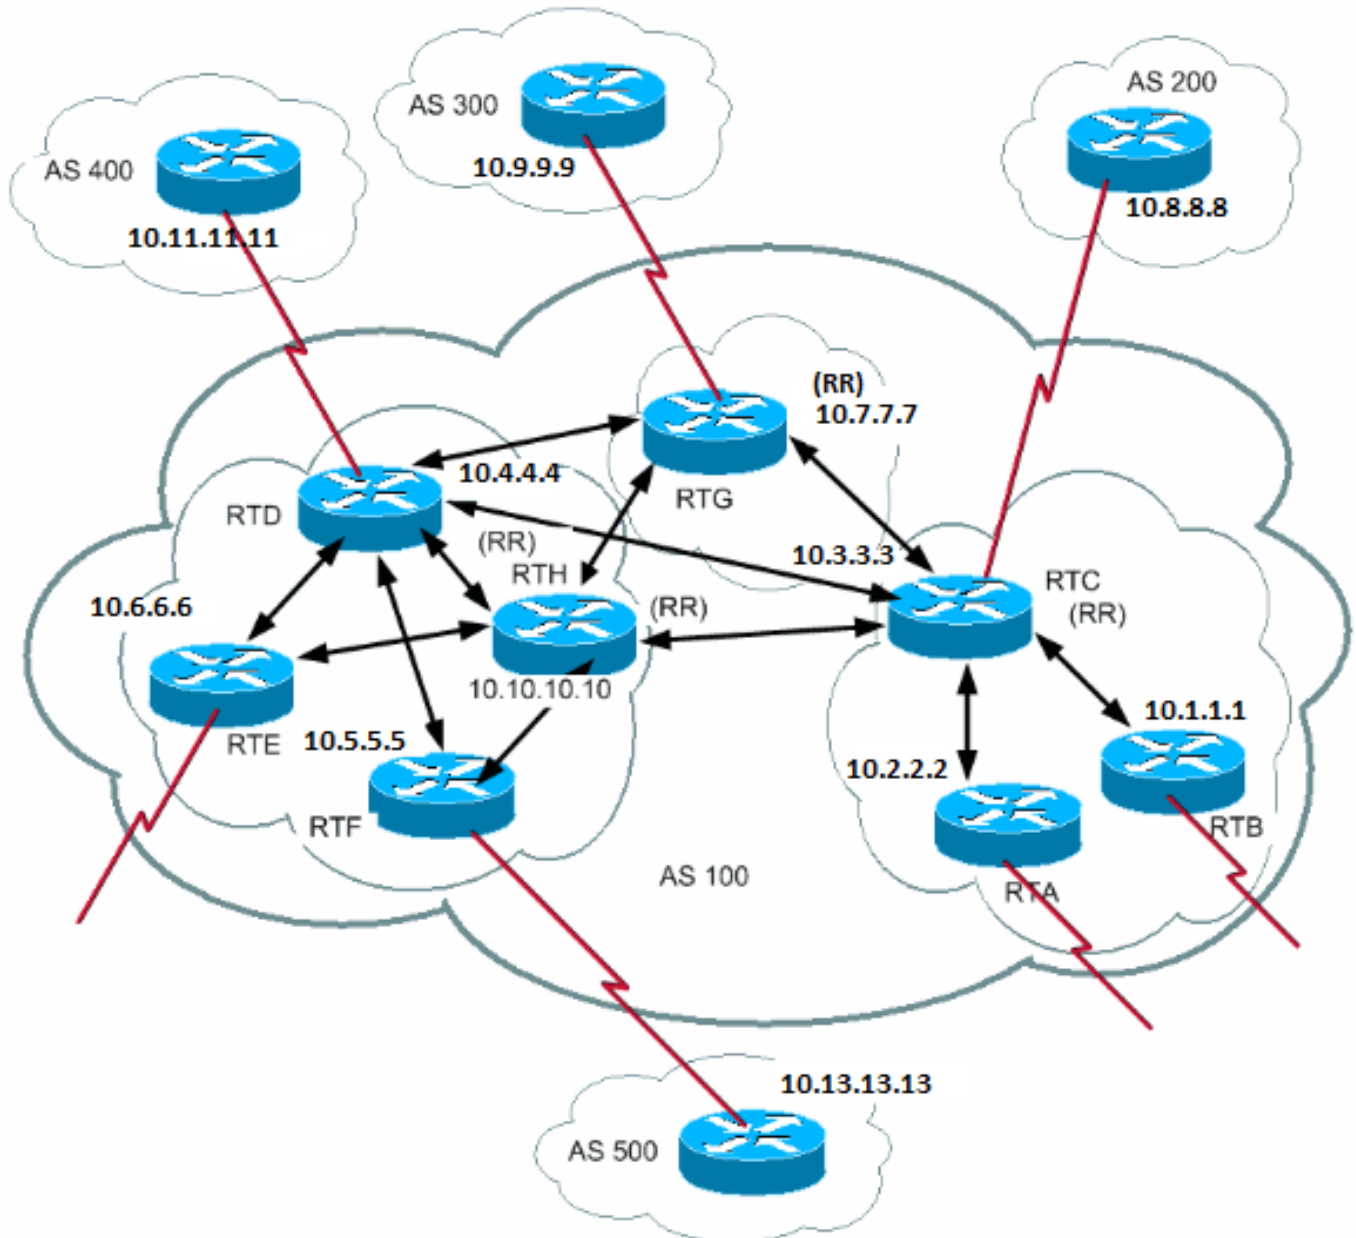 AS 300
AS 200
AS 400
10.9.9.9
10.8.8.8
10.11.11.11
(RR)
10.7.7.7
10.4.4.4
RTG
RTD
(RR)
RTH
10.3.3.3
RTC
(RR)
10.6.6.6
(RR)
10.10.10.10
10.1.1.1
RTE
10.5.5.5
10.2.2.2
RTF
RTB
AS 100
RTA
10.13.13.13
AS 500